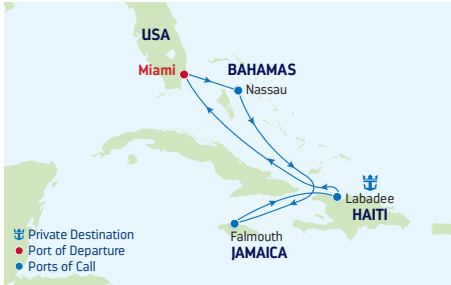 USA
Miami
BAHAMAS
Nassau
Labadee
HAITI
Falmouth
JAMAICA
Private Destination
Port of Departure
Ports of Call